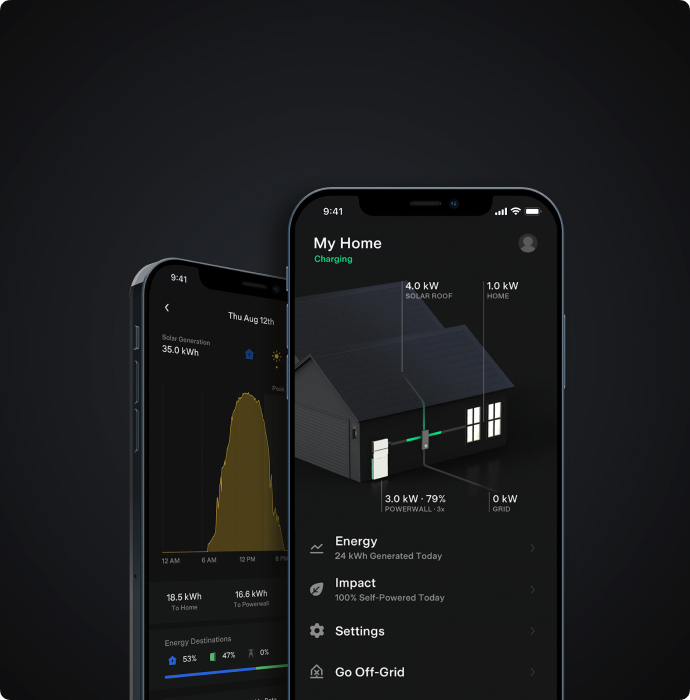 9:41
Thu Aug 12th
Solar Generation
35.0 kWh
12 AM 6 AM 12 PM
18.5 kWh
To Home
16.6 kWh
To Powerwall
Energy Destinations
53% 47% 0%
9:41
My Home
Charging
4.0 kW
SOLAR ROOF
1.0 kW
HOME
3.0 kW · 79%
POWERWALL · 3x
0 kW
GRID
Energy
24 kWh Generated Today
Impact
100% Self-Powered Today
Settings
Go Off-Grid